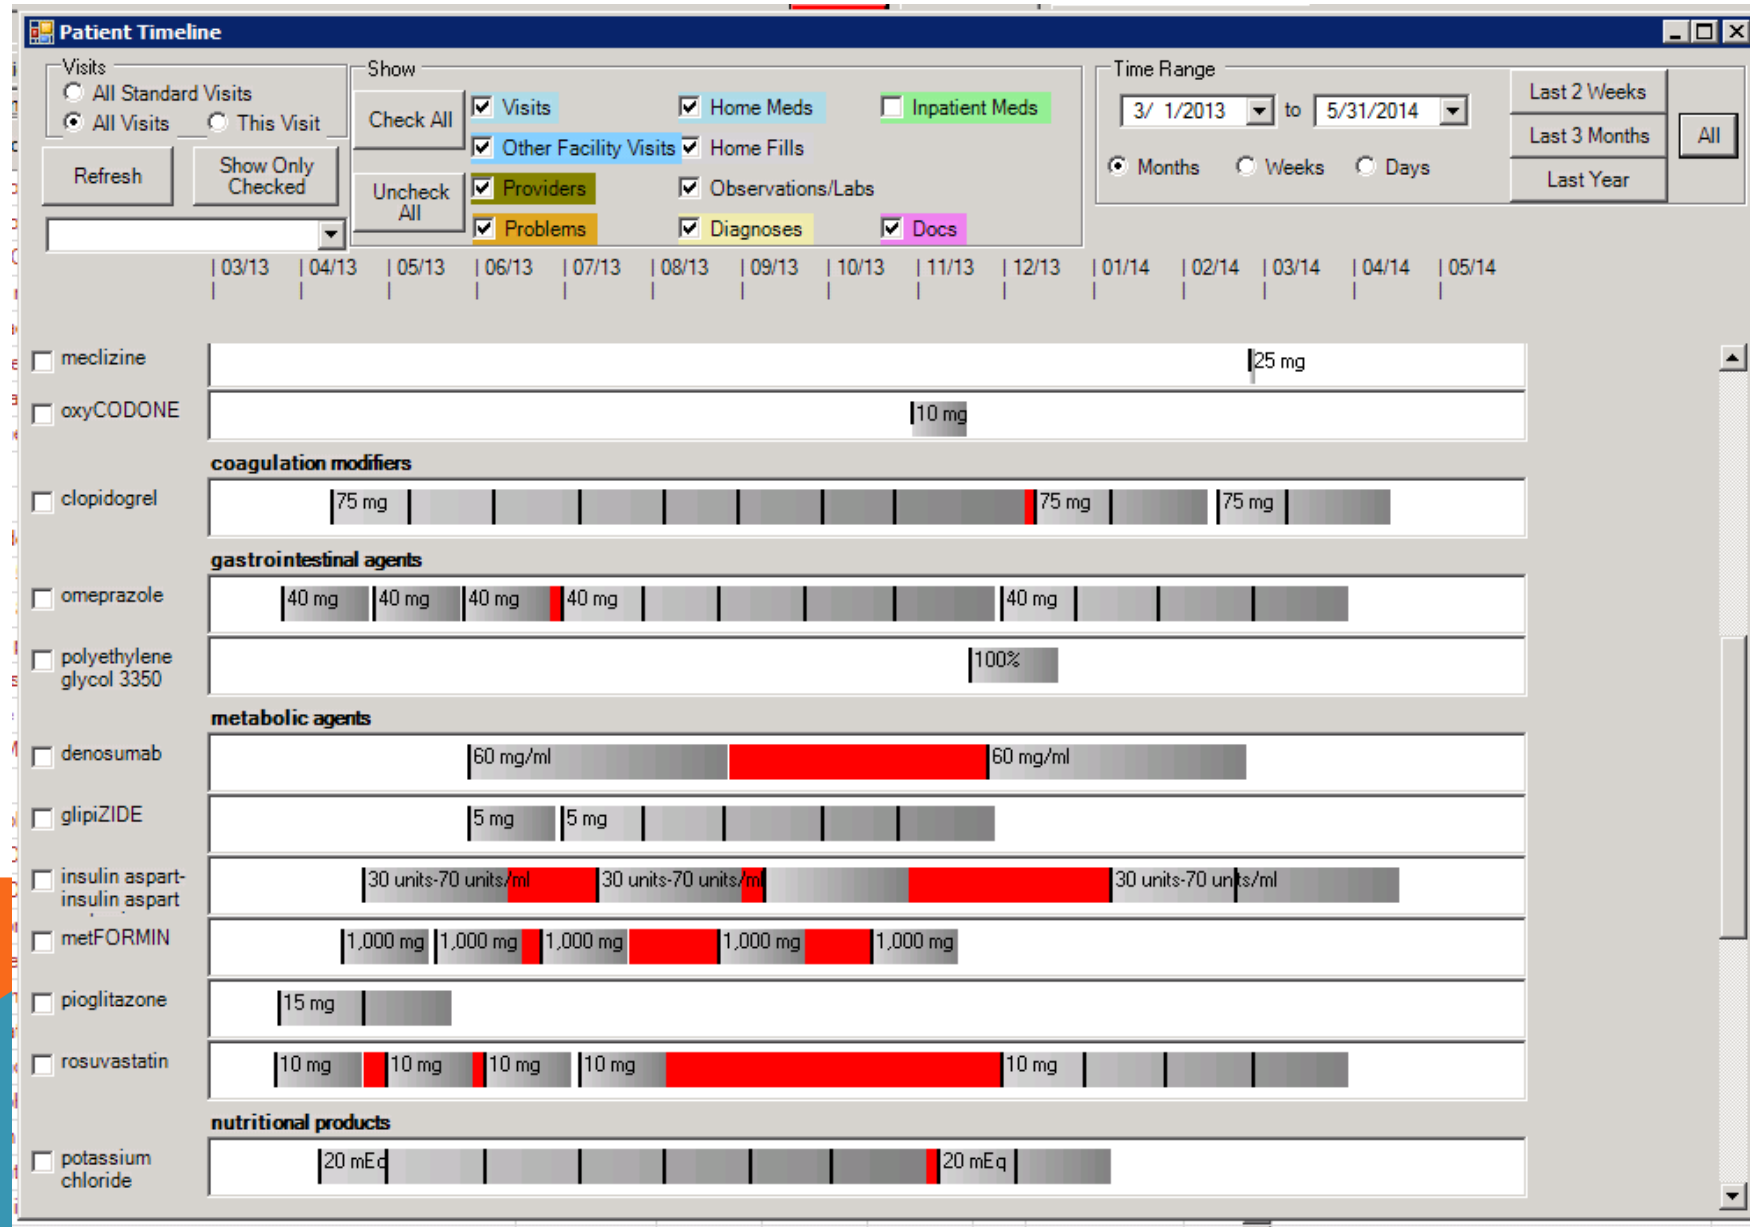 Patient Timeline
Visits
All Standard Visits
All Visits This Visit
Refresh
Show Only Checked
Show
Check All
Uncheck All
Visits Home Meds Inpatient Meds
Other Facility Visits Home Fills
Providers Observations/Labs
Problems Diagnoses Docs
Time Range
3/ 1/2013 to 5/31/2014
Months Weeks Days
Last 2 Weeks
Last 3 Months
Last Year
All
| 03/13 | 04/13 | 05/13 | 06/13 | 07/13 | 08/13 | 09/13 | 10/13 | 11/13 | 12/13 | 01/14 | 02/14 | 03/14 | 04/14 | 05/14
meclizine 25 mg
oxyCODONE 10 mg
coagulation modifiers
clopidogrel 75 mg 75 mg 75 mg
gastrointestinal agents
omeprazole 40 mg 40 mg 40 mg 40 mg 40 mg
polyethylene
glycol 3350 100%
metabolic agents
denosumab 60 mg/ml 60 mg/ml
glipiZIDE 5 mg 5 mg
insulin aspart-
insulin aspart 30 units-70 units/ml 30 units-70 units/ml 30 units-70 units/ml
metFORMIN 1,000 mg 1,000 mg 1,000 mg 1,000 mg 1,000 mg
pioglitazone 15 mg
rosuvastatin 10 mg 10 mg 10 mg 10 mg 10 mg
nutritional products
potassium
chloride 20 mEq 20 mEq